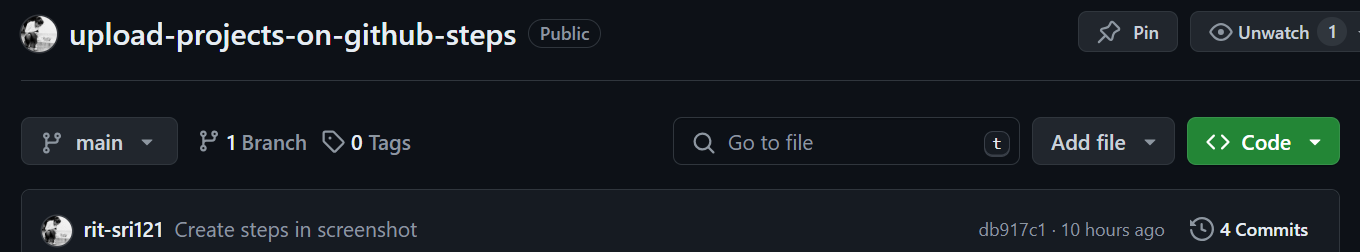 upload-projects-on-github-steps Public Pin Unwatch 1
main 1 Branch 0 Tags Go to file t Add file Code
rit-sri121 Create steps in screenshot db917c1 · 10 hours ago 4 Commits